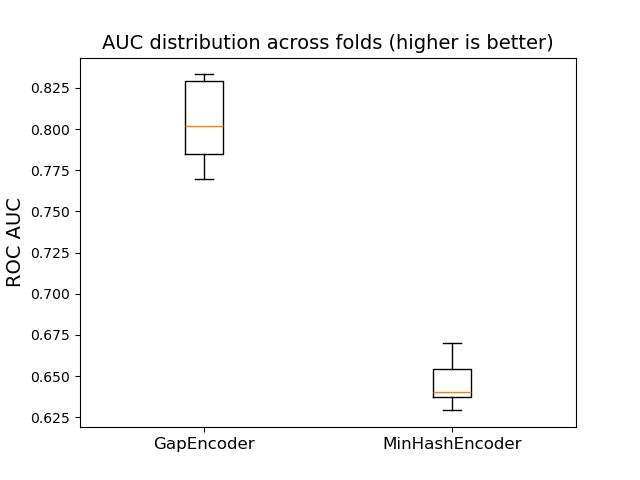 AUC distribution across folds (higher is better)
ROC AUC
0.825
0.800
0.775
0.750
0.725
0.700
0.675
0.650
0.625
GapEncoder
MinHashEncoder